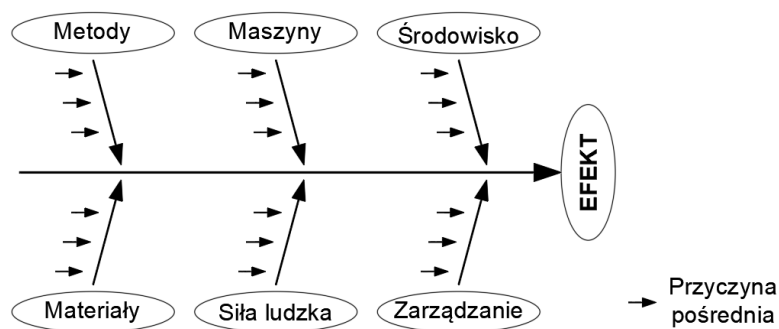 Metody
Maszyny
Środowisko
EFEKT
Materiały
Siła ludzka
Zarządzanie
Przyczyna
pośrednia